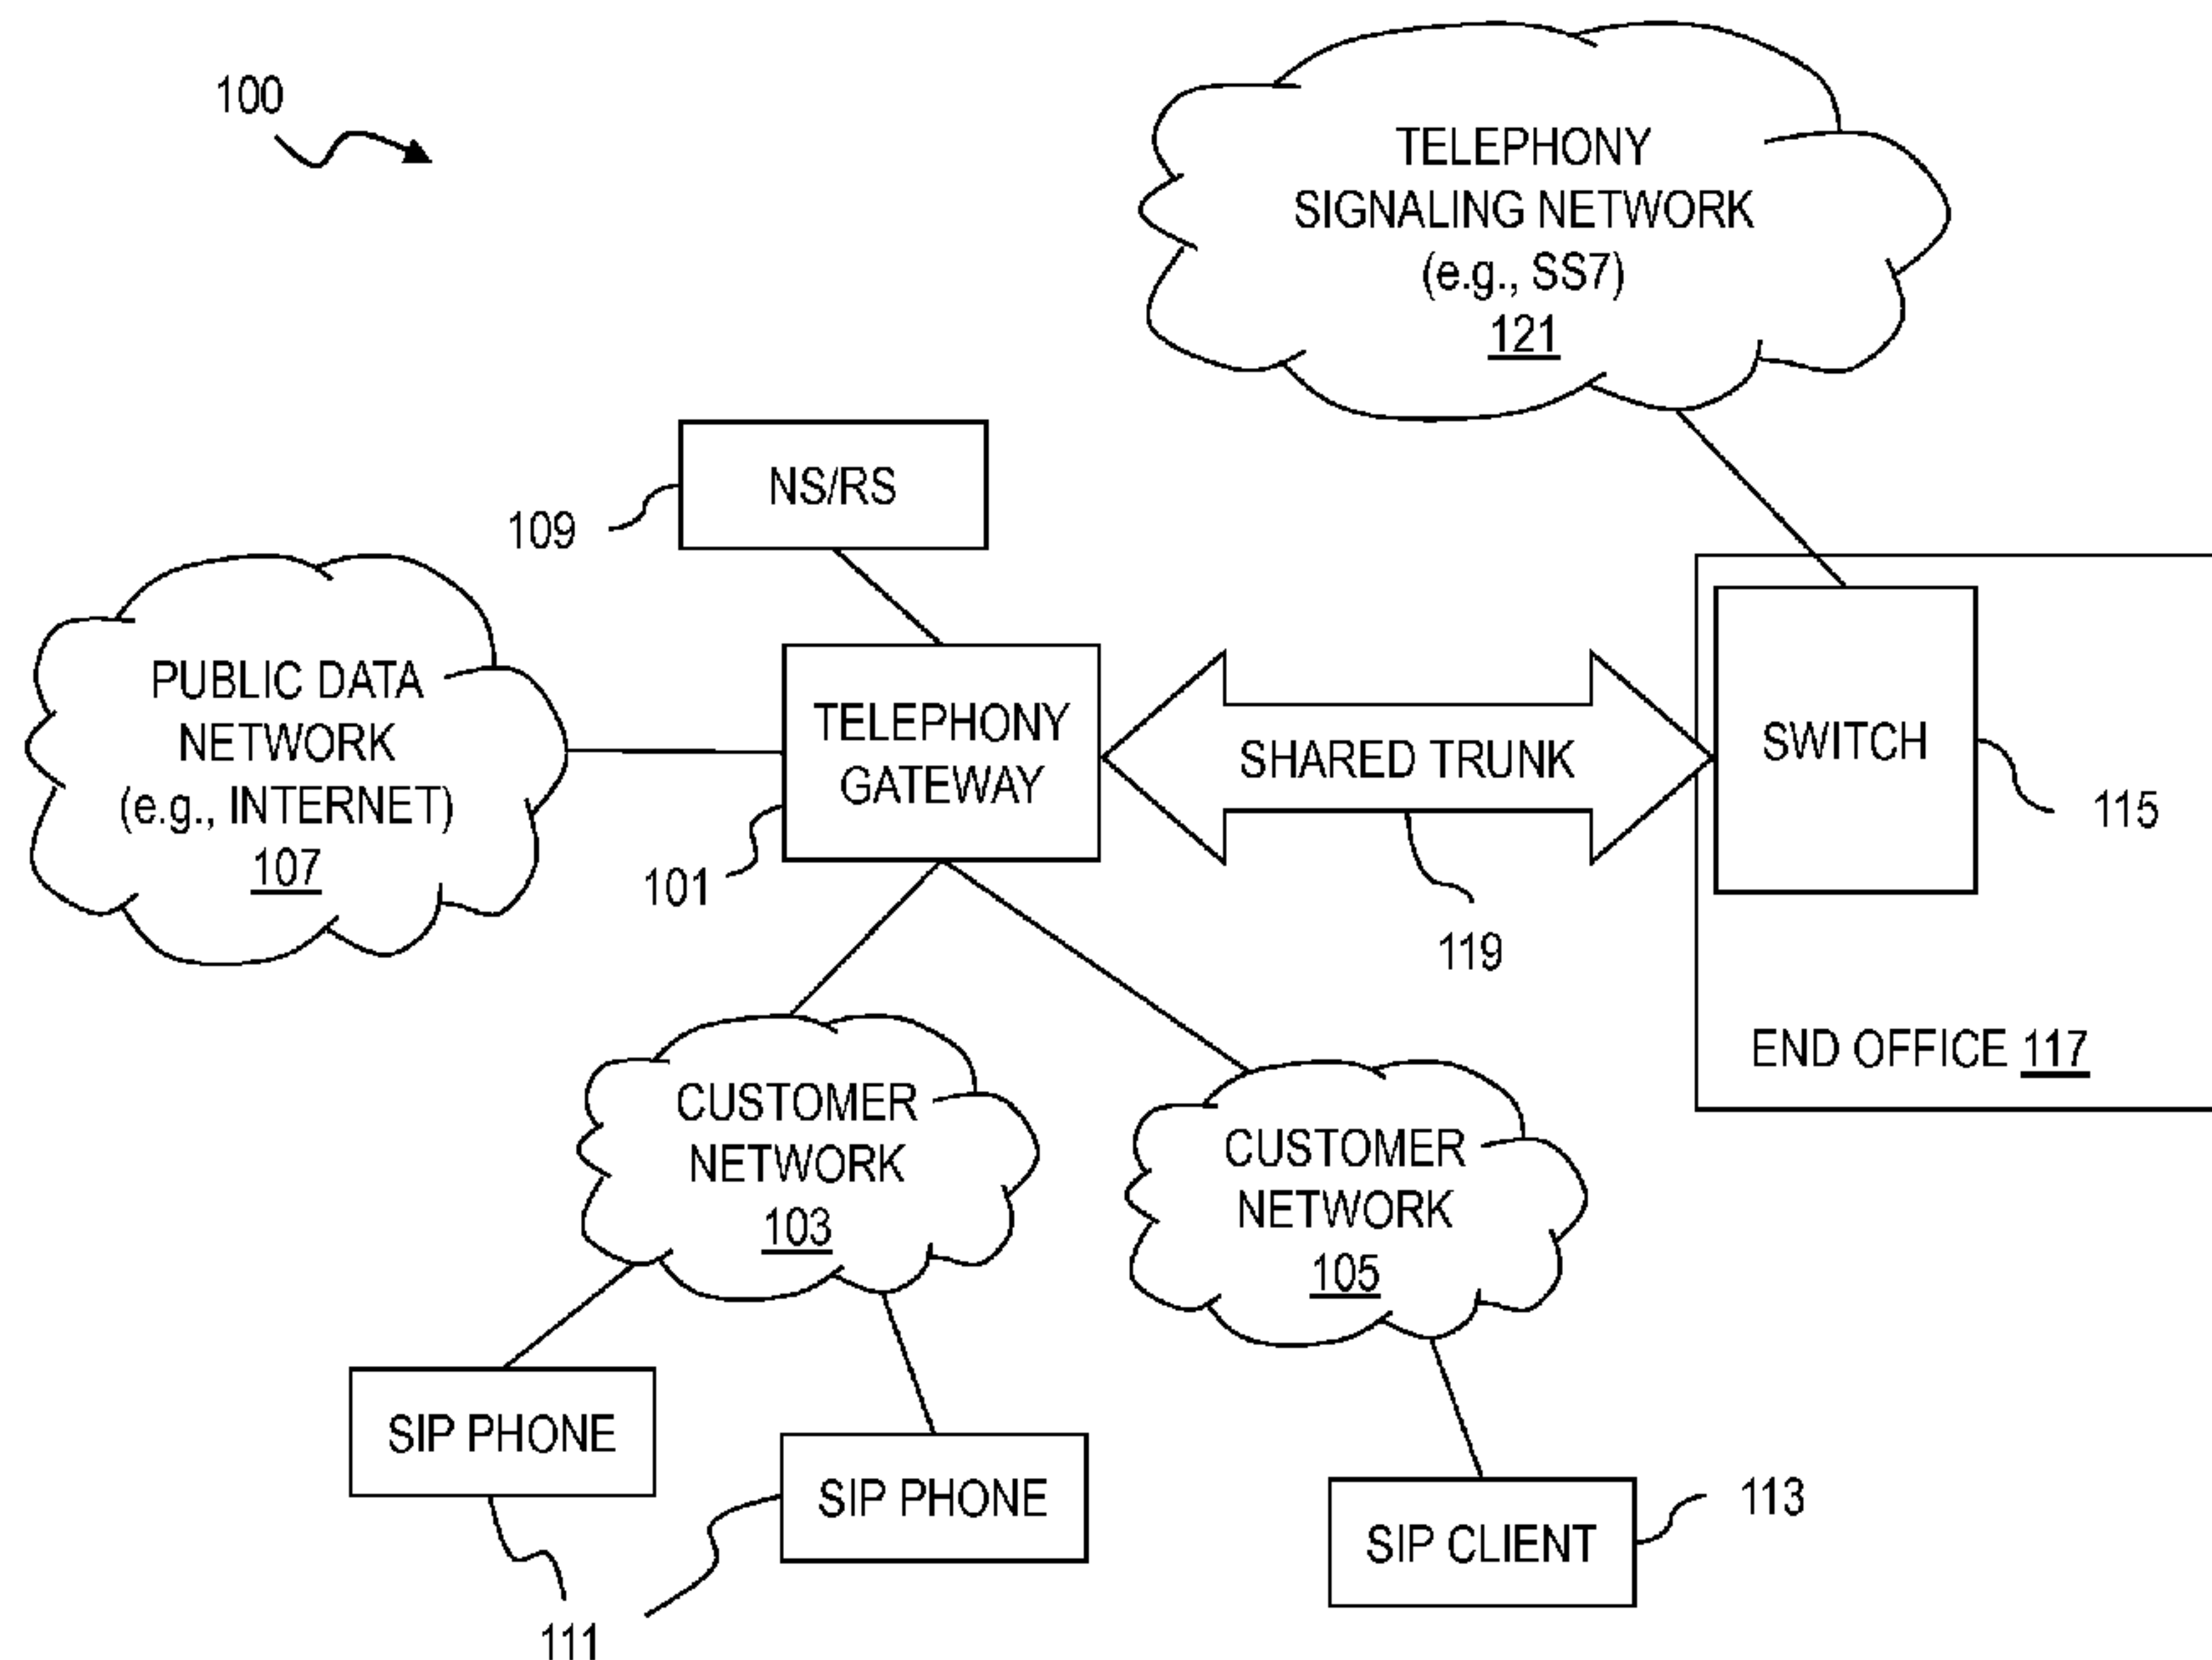 100
TELEPHONY
SIGNALING NETWORK
(e.g., SS7)
121
NS/RS
109
PUBLIC DATA
NETWORK
(e.g., INTERNET)
107
TELEPHONY
GATEWAY
101
SHARED TRUNK
119
SWITCH
115
END OFFICE 117
CUSTOMER
NETWORK
103
CUSTOMER
NETWORK
105
SIP PHONE
SIP PHONE
111
SIP CLIENT
113